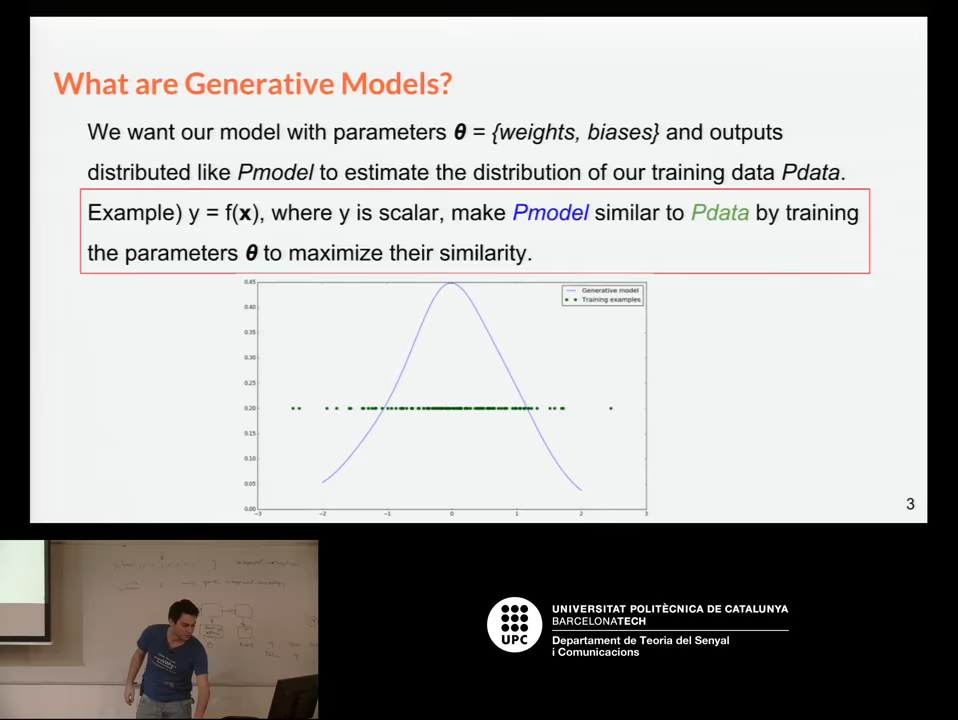 What are Generative Models?
We want our model with parameters θ = {weights, biases} and outputs
distributed like Pmodel to estimate the distribution of our training data Pdata.
Example) y = f(x), where y is scalar, make Pmodel similar to Pdata by training
the parameters θ to maximize their similarity.
0.45
0.40
0.35
0.30
0.25
0.20
0.15
0.10
0.05
0.00
−3 −2 −1 0 1 2 3
Generative model
Training examples
3
UPC
UNIVERSITAT POLITÈCNICA DE CATALUNYA
BARCELONATECH
Departament de Teoria del Senyal
i Comunicacions